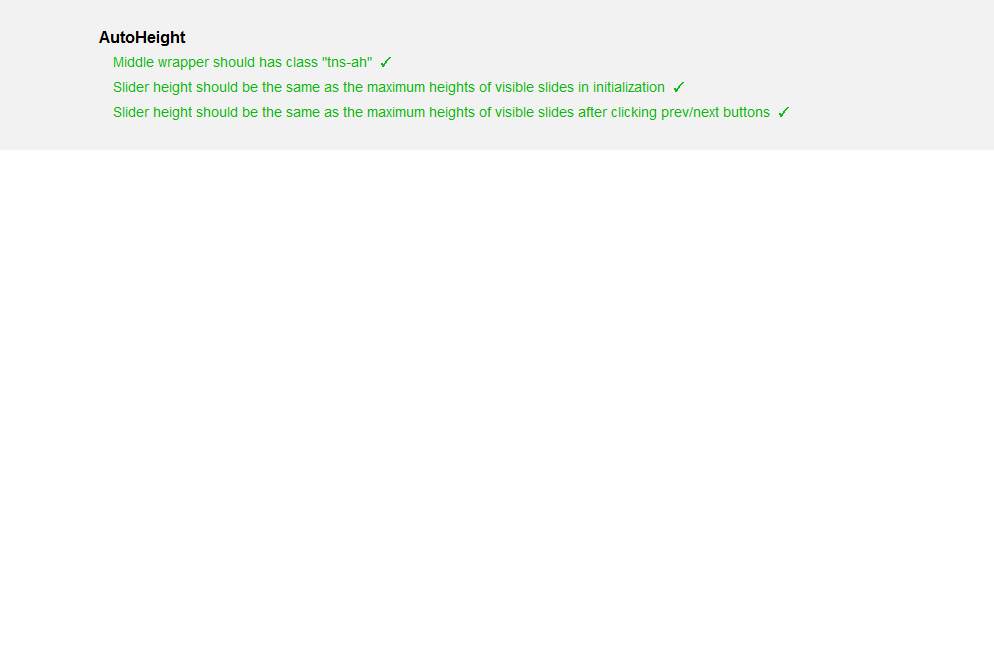 AutoHeight
Middle wrapper should has class "tns-ah" ✓
Slider height should be the same as the maximum heights of visible slides in initialization ✓
Slider height should be the same as the maximum heights of visible slides after clicking prev/next buttons ✓